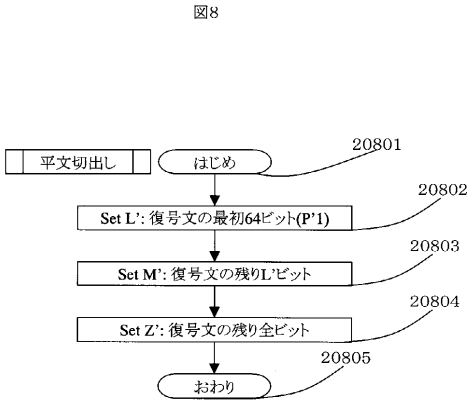 図8
平文切出し
はじめ
20801
20802
Set L': 復号文の最初64ビット(P'1)
20803
Set M': 復号文の残りL'ビット
20804
Set Z': 復号文の残り全ビット
20805
おわり